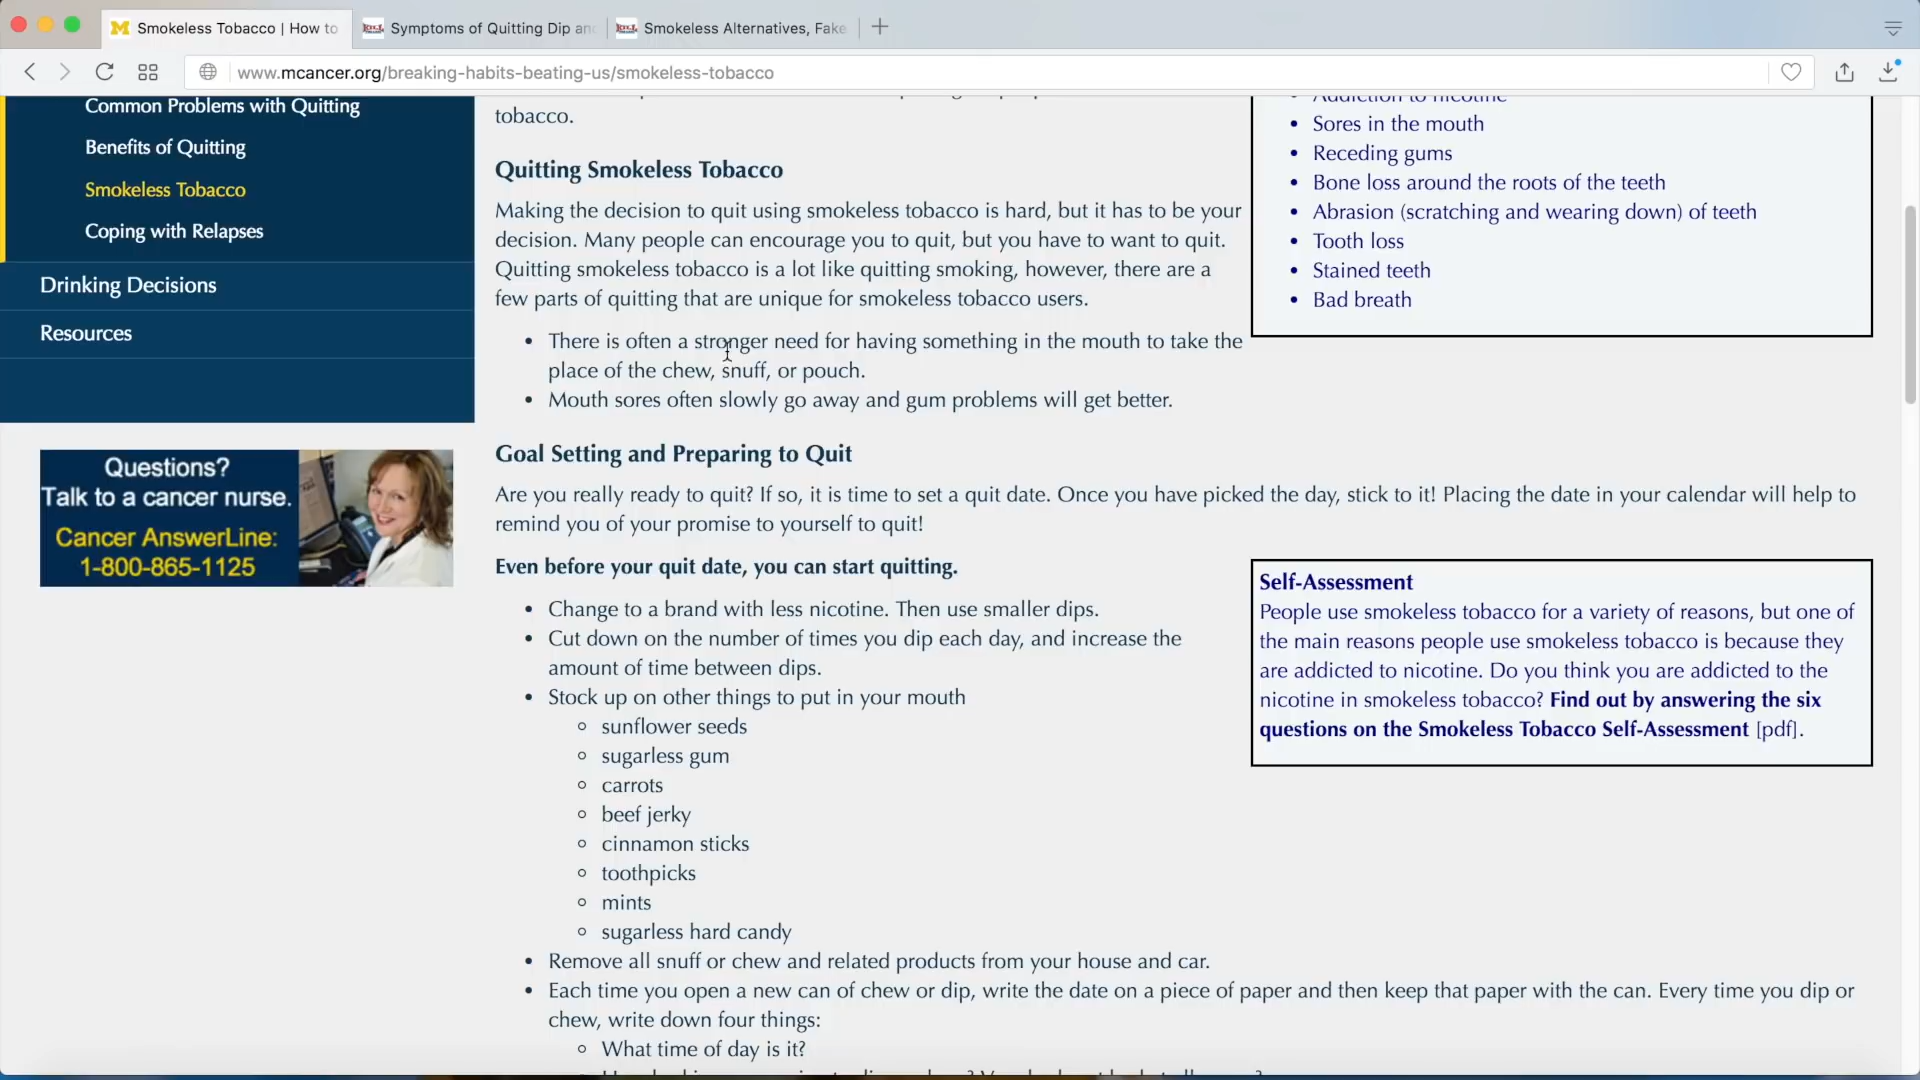 Smokeless Tobacco | How to
Symptoms of Quitting Dip and
Smokeless Alternatives, Fake
www.mcancer.org/breaking-habits-beating-us/smokeless-tobacco
Common Problems with Quitting
Benefits of Quitting
Smokeless Tobacco
Coping with Relapses
Drinking Decisions
Resources
Questions?
Talk to a cancer nurse.
Cancer AnswerLine:
1-800-865-1125
tobacco.
Quitting Smokeless Tobacco
Making the decision to quit using smokeless tobacco is hard, but it has to be your
decision. Many people can encourage you to quit, but you have to want to quit.
Quitting smokeless tobacco is a lot like quitting smoking, however, there are a
few parts of quitting that are unique for smokeless tobacco users.
• There is often a stronger need for having something in the mouth to take the
place of the chew, snuff, or pouch.
• Mouth sores often slowly go away and gum problems will get better.
• Addiction to nicotine
• Sores in the mouth
• Receding gums
• Bone loss around the roots of the teeth
• Abrasion (scratching and wearing down) of teeth
• Tooth loss
• Stained teeth
• Bad breath
Goal Setting and Preparing to Quit
Are you really ready to quit? If so, it is time to set a quit date. Once you have picked the day, stick to it! Placing the date in your calendar will help to
remind you of your promise to yourself to quit!
Even before your quit date, you can start quitting.
• Change to a brand with less nicotine. Then use smaller dips.
• Cut down on the number of times you dip each day, and increase the
amount of time between dips.
• Stock up on other things to put in your mouth
◦ sunflower seeds
◦ sugarless gum
◦ carrots
◦ beef jerky
◦ cinnamon sticks
◦ toothpicks
◦ mints
◦ sugarless hard candy
Self-Assessment
People use smokeless tobacco for a variety of reasons, but one of
the main reasons people use smokeless tobacco is because they
are addicted to nicotine. Do you think you are addicted to the
nicotine in smokeless tobacco? Find out by answering the six
questions on the Smokeless Tobacco Self-Assessment [pdf].
• Remove all snuff or chew and related products from your house and car.
• Each time you open a new can of chew or dip, write the date on a piece of paper and then keep that paper with the can. Every time you dip or
chew, write down four things:
◦ What time of day is it?